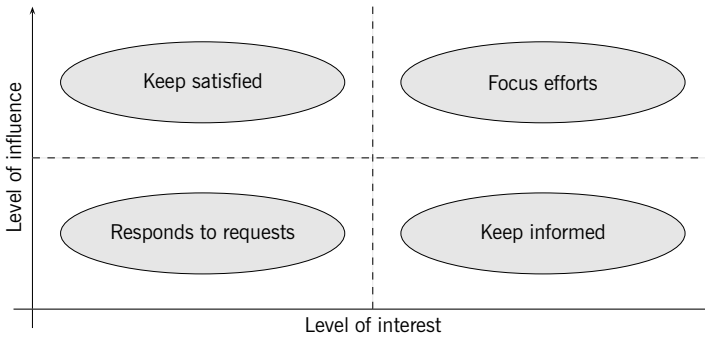 Level of influence
Keep satisfied
Focus efforts
Responds to requests
Keep informed
Level of interest